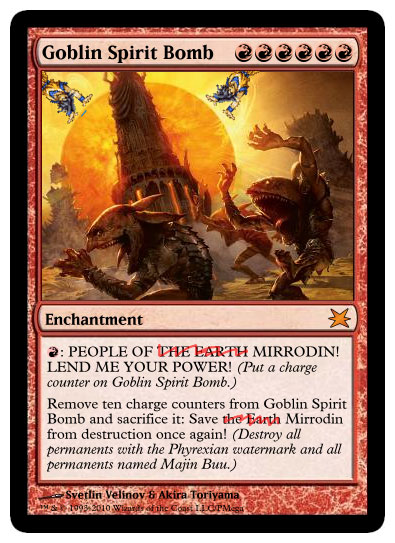 Goblin Spirit Bomb
Enchantment
: PEOPLE OF THE EARTH MIRRODIN!
LEND ME YOUR POWER! (Put a charge
counter on Goblin Spirit Bomb.)
Remove ten charge counters from Goblin Spirit
Bomb and sacrifice it: Save the Earth Mirrodin
from destruction once again! (Destroy all
permanents with the Phyrexian watermark and all
permanents named Majin Buu.)
Svetlin Velinov & Akira Toriyama
™ & © 1993-2010 Wizards of the Coast LLC/TPMega